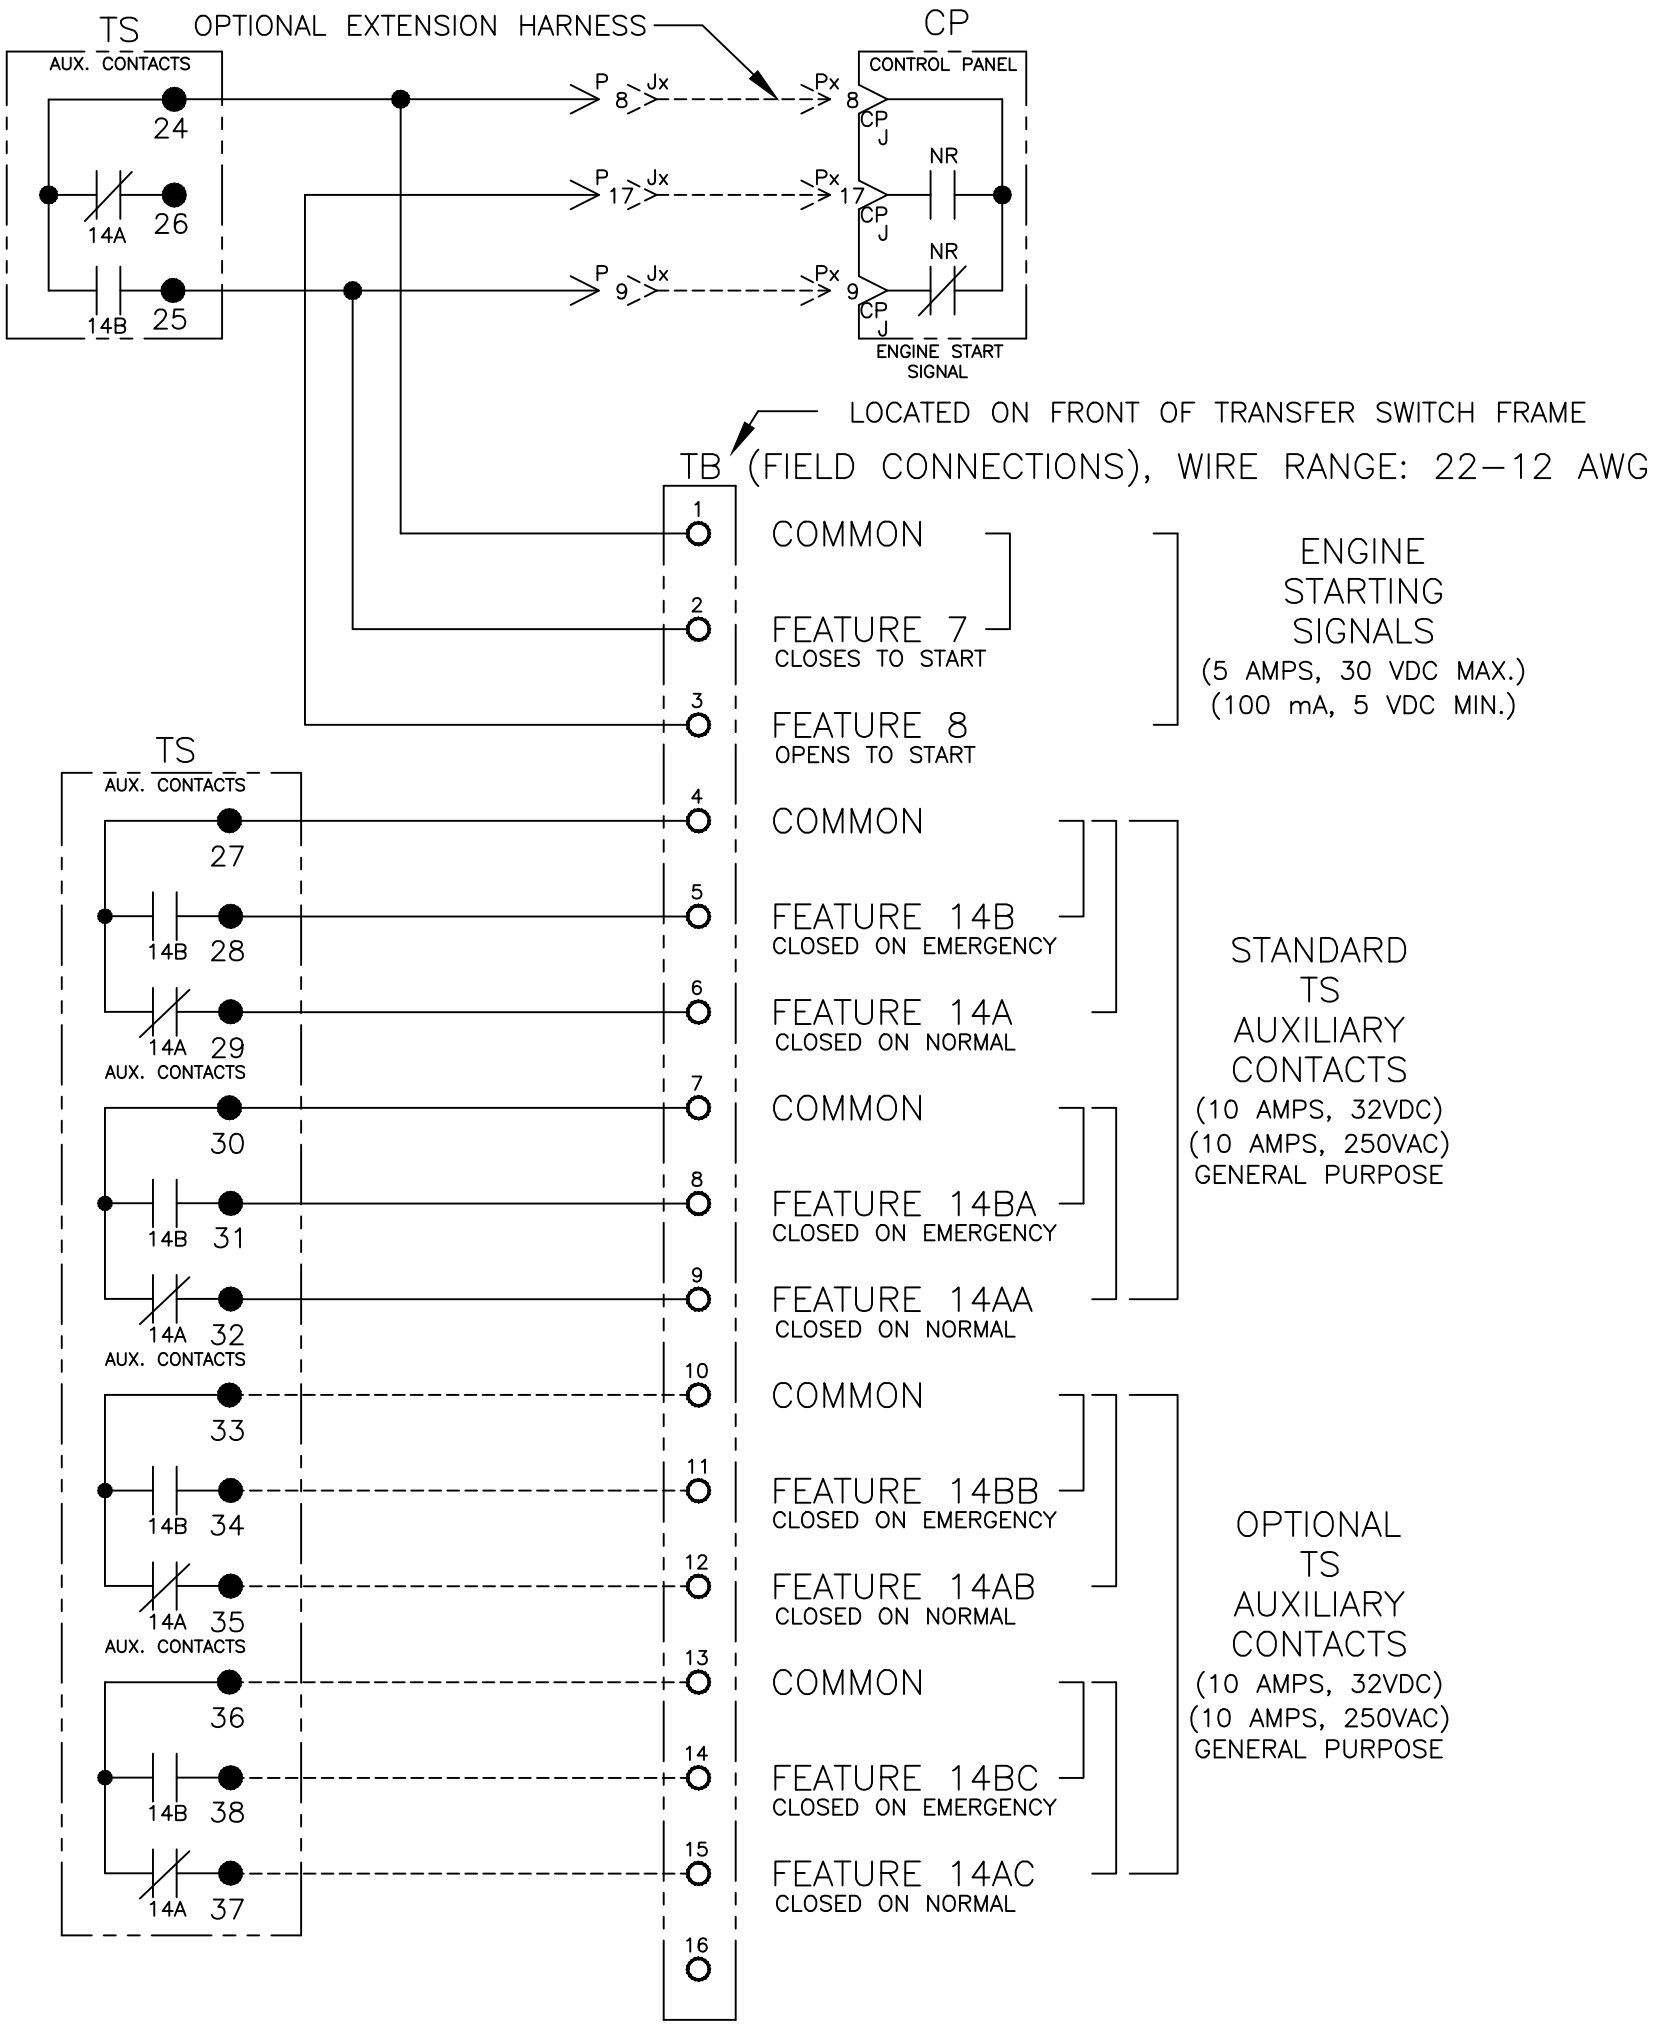 TS
OPTIONAL EXTENSION HARNESS
CP
AUX. CONTACTS
CONTROL PANEL
24
P
8
Jx
Px
8
CP
J
14A
26
P
17
Jx
Px
17
CP
J
NR
14B
25
P
9
Jx
Px
9
CP
J
NR
ENGINE START
SIGNAL
LOCATED ON FRONT OF TRANSFER SWITCH FRAME
TB (FIELD CONNECTIONS), WIRE RANGE: 22-12 AWG
1
COMMON
2
FEATURE 7
CLOSES TO START
3
FEATURE 8
OPENS TO START
ENGINE
STARTING
SIGNALS
(5 AMPS, 30 VDC MAX.)
(100 mA, 5 VDC MIN.)
TS
AUX. CONTACTS
27
4
COMMON
14B
28
5
FEATURE 14B
CLOSED ON EMERGENCY
14A
29
6
FEATURE 14A
CLOSED ON NORMAL
AUX. CONTACTS
30
7
COMMON
14B
31
8
FEATURE 14BA
CLOSED ON EMERGENCY
14A
32
9
FEATURE 14AA
CLOSED ON NORMAL
STANDARD
TS
AUXILIARY
CONTACTS
(10 AMPS, 32VDC)
(10 AMPS, 250VAC)
GENERAL PURPOSE
AUX. CONTACTS
33
10
COMMON
14B
34
11
FEATURE 14BB
CLOSED ON EMERGENCY
14A
35
12
FEATURE 14AB
CLOSED ON NORMAL
AUX. CONTACTS
36
13
COMMON
14B
38
14
FEATURE 14BC
CLOSED ON EMERGENCY
14A
37
15
FEATURE 14AC
CLOSED ON NORMAL
16
OPTIONAL
TS
AUXILIARY
CONTACTS
(10 AMPS, 32VDC)
(10 AMPS, 250VAC)
GENERAL PURPOSE